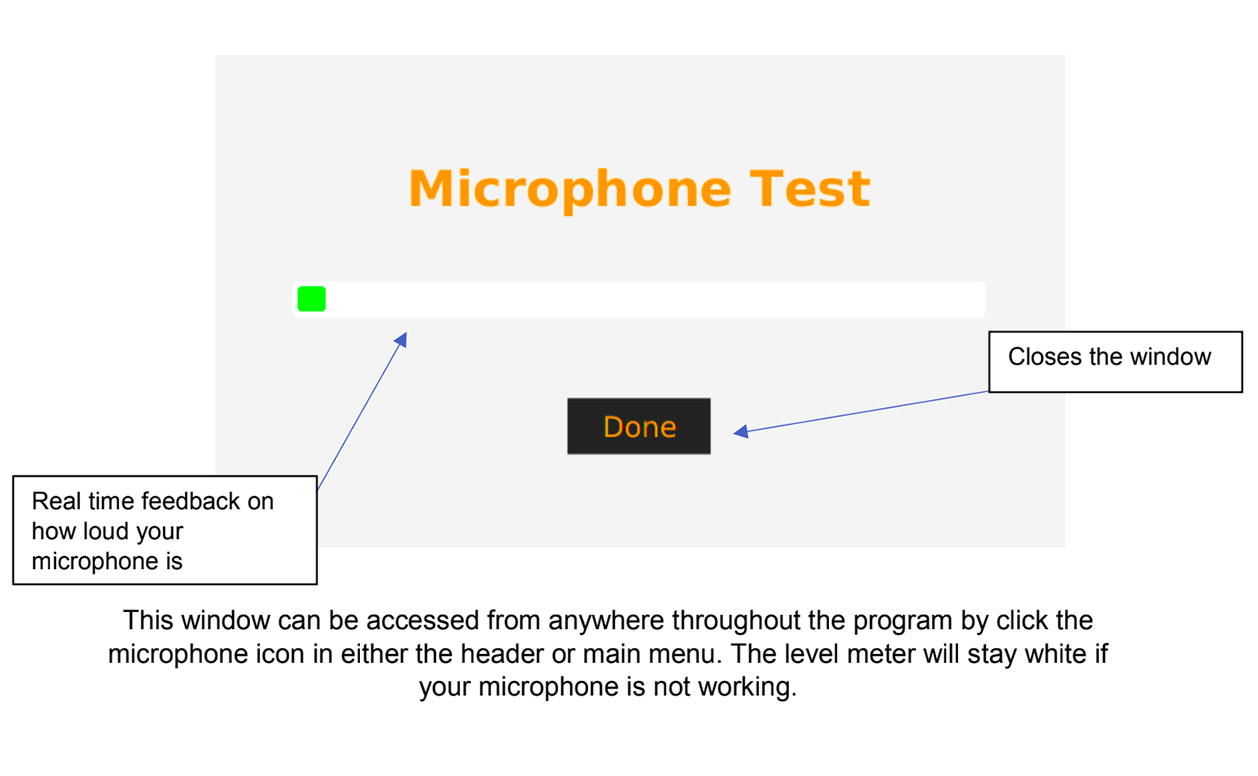 Microphone Test
Closes the window
Done
Real time feedback on
how loud your
microphone is
This window can be accessed from anywhere throughout the program by click the
microphone icon in either the header or main menu. The level meter will stay white if
your microphone is not working.